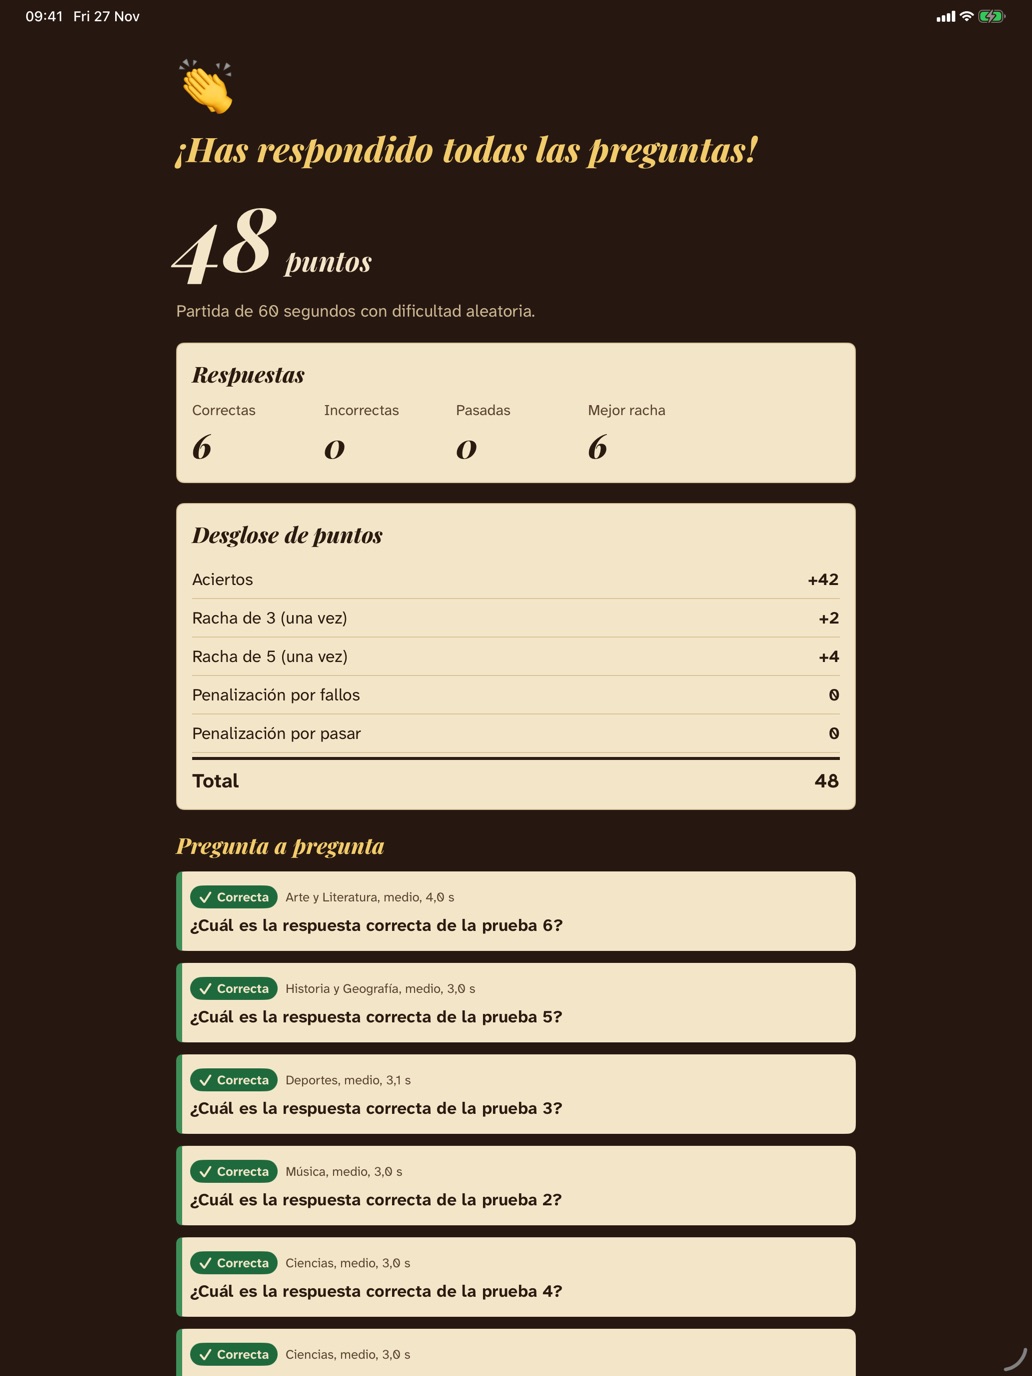 09:41 Fri 27 Nov
¡Has respondido todas las preguntas!
48 puntos
Partida de 60 segundos con dificultad aleatoria.
Respuestas
Correctas Incorrectas Pasadas Mejor racha
6 0 0 6
Desglose de puntos
Aciertos +42
Racha de 3 (una vez) +2
Racha de 5 (una vez) +4
Penalización por fallos 0
Penalización por pasar 0
Total 48
Pregunta a pregunta
Correcta Arte y Literatura, medio, 4,0 s
¿Cuál es la respuesta correcta de la prueba 6?
Correcta Historia y Geografía, medio, 3,0 s
¿Cuál es la respuesta correcta de la prueba 5?
Correcta Deportes, medio, 3,1 s
¿Cuál es la respuesta correcta de la prueba 3?
Correcta Música, medio, 3,0 s
¿Cuál es la respuesta correcta de la prueba 2?
Correcta Ciencias, medio, 3,0 s
¿Cuál es la respuesta correcta de la prueba 4?
Correcta Ciencias, medio, 3,0 s